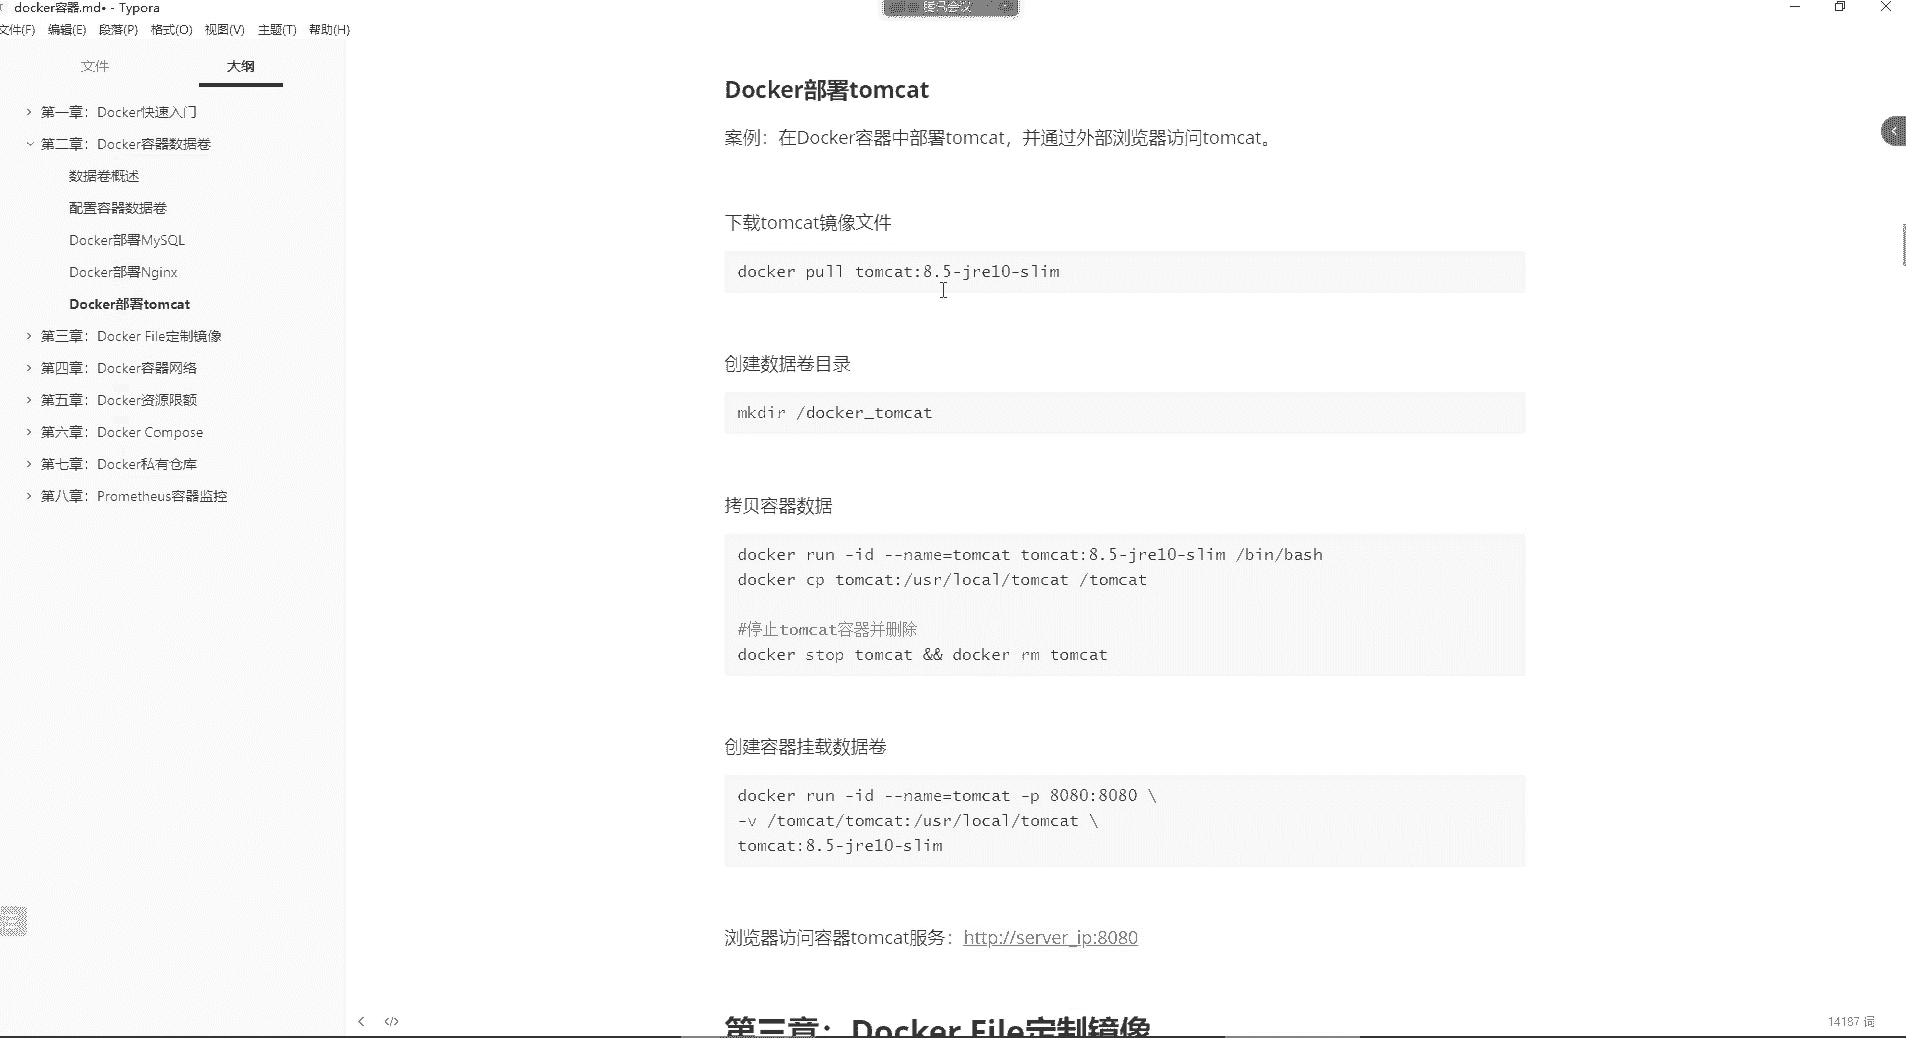 docker容器.md• - Typora
腾讯会议
文件(F) 编辑(E) 段落(P) 格式(O) 视图(V) 主题(T) 帮助(H)
文件 大纲
第一章：Docker快速入门
第二章：Docker容器数据卷
数据卷概述
配置容器数据卷
Docker部署MySQL
Docker部署Nginx
Docker部署tomcat
第三章：Docker File定制镜像
第四章：Docker容器网络
第五章：Docker资源限额
第六章：Docker Compose
第七章：Docker私有仓库
第八章：Prometheus容器监控
Docker部署tomcat
案例：在Docker容器中部署tomcat，并通过外部浏览器访问tomcat。
下载tomcat镜像文件
docker pull tomcat:8.5-jre10-slim
创建数据卷目录
mkdir /docker_tomcat
拷贝容器数据
docker run -id --name=tomcat tomcat:8.5-jre10-slim /bin/bash
docker cp tomcat:/usr/local/tomcat /tomcat
#停止tomcat容器并删除
docker stop tomcat && docker rm tomcat
创建容器挂载数据卷
docker run -id --name=tomcat -p 8080:8080 \
-v /tomcat/tomcat:/usr/local/tomcat \
tomcat:8.5-jre10-slim
浏览器访问容器tomcat服务：http://server_ip:8080
第三章：Docker File定制镜像
</> 14187 词